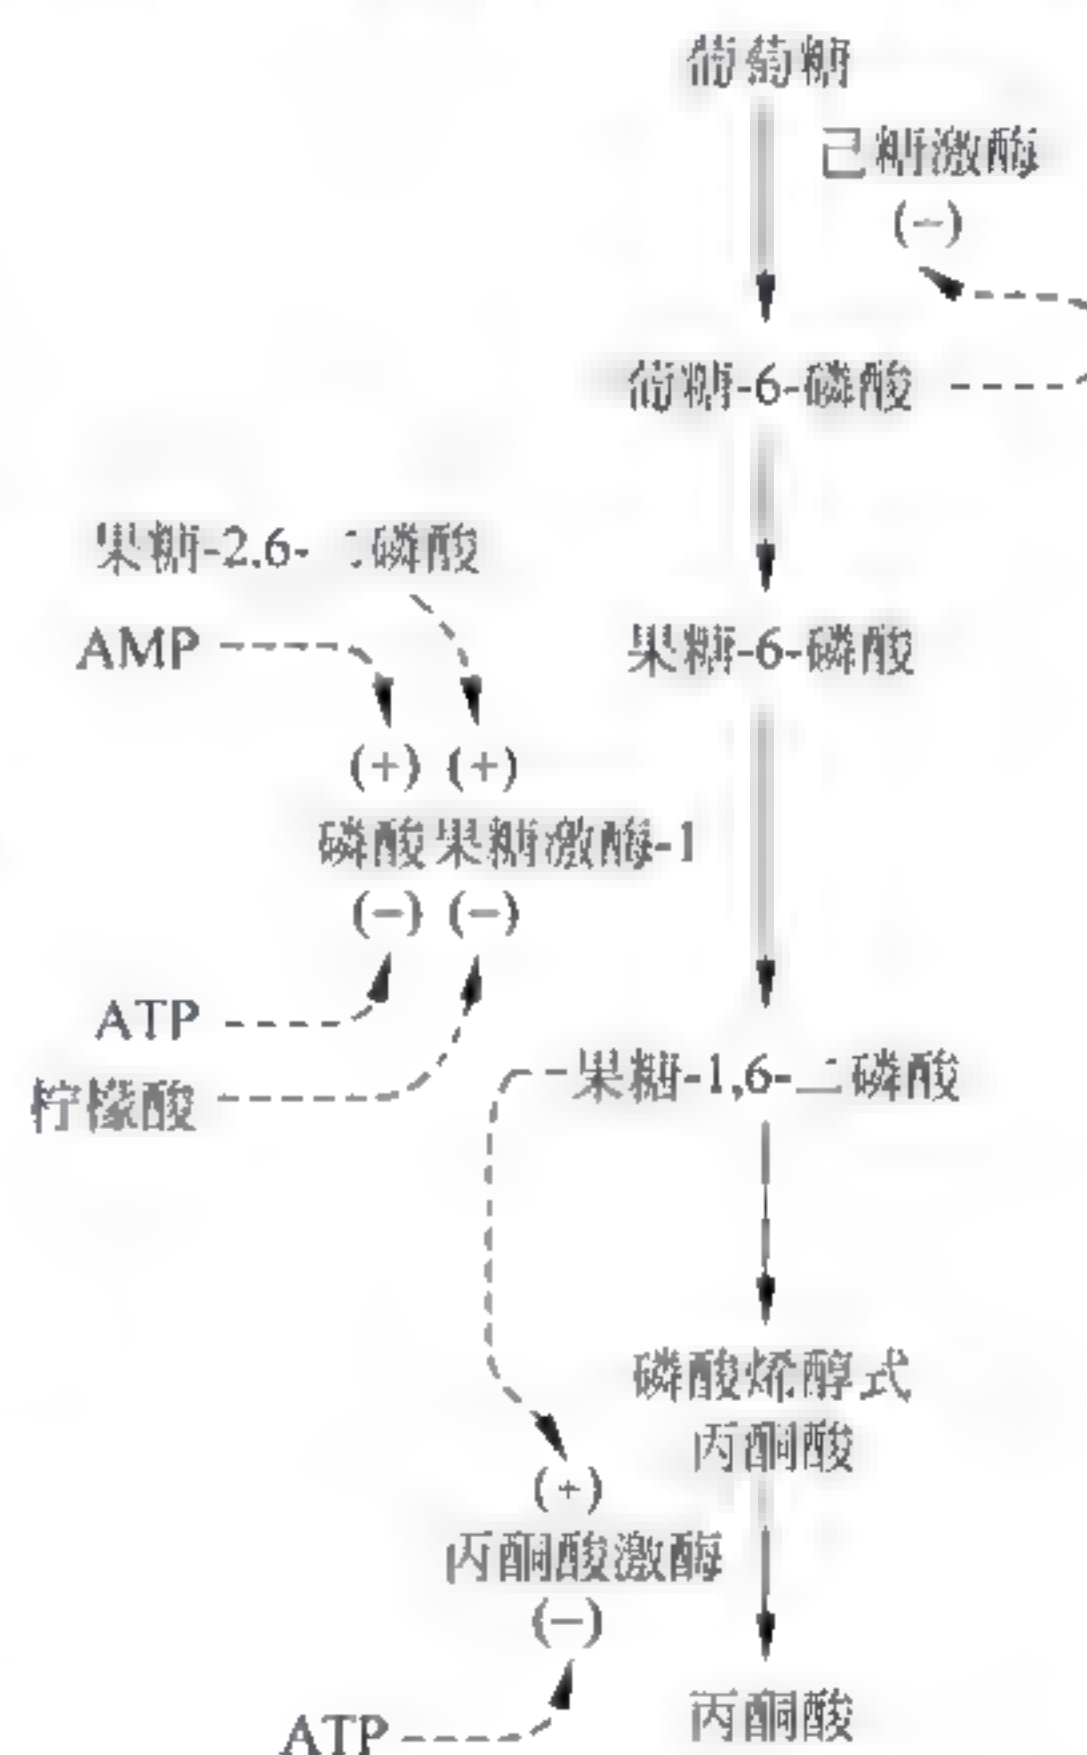 葡萄糖
己糖激酶
(−)
葡糖-6-磷酸
果糖-2,6-二磷酸
AMP
果糖-6-磷酸
(+) (+)
磷酸果糖激酶-1
(−) (−)
ATP
柠檬酸
果糖-1,6-二磷酸
磷酸烯醇式
丙酮酸
(+)
丙酮酸激酶
(−)
丙酮酸
ATP